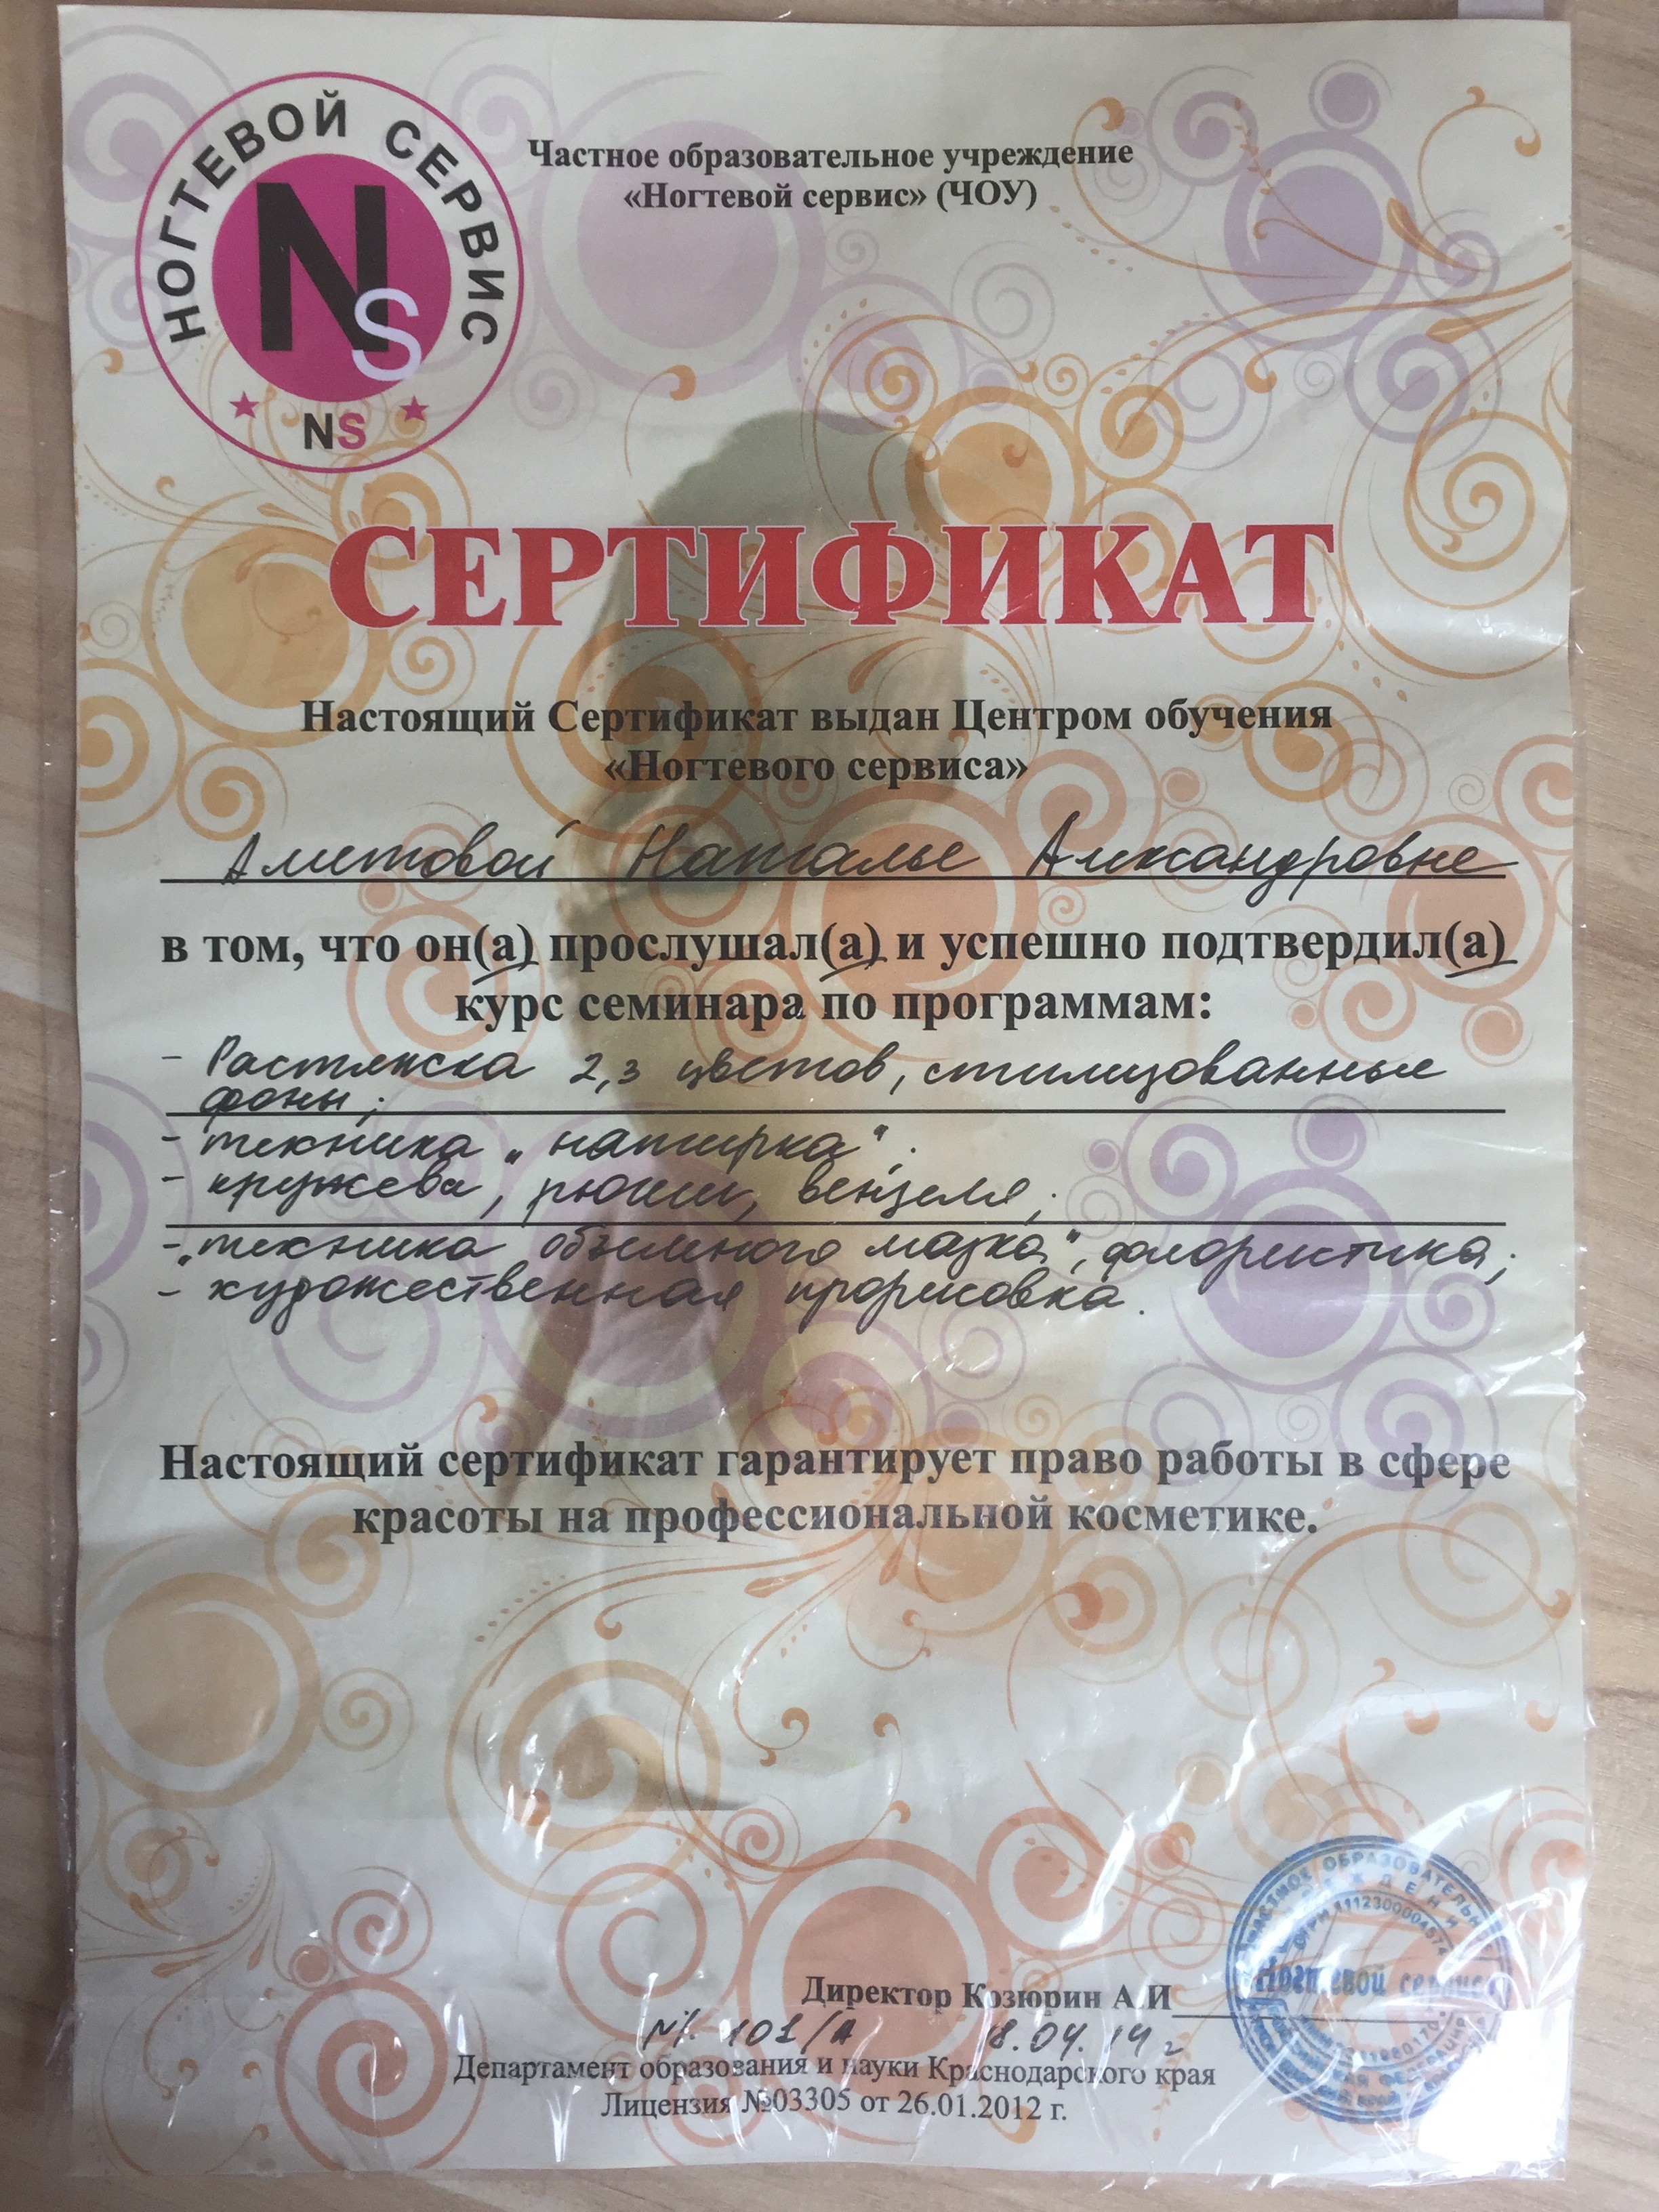 НОГТЕВОЙ СЕРВИС
NS
NS
Частное образовательное учреждение
«Ногтевой сервис» (ЧОУ)
СЕРТИФИКАТ
Настоящий Сертификат выдан Центром обучения
«Ногтевого сервиса»
Аметовой Наталье Александровне
в том, что он(а) прослушал(а) и успешно подтвердил(а)
курс семинара по программам:
- Растяжка 2,3 цветов, стилизованные
фоны;
- техника „натирка";
- кружева, рюши, вензеля;
- „техника объемного мазка", флористика;
- художественная прорисовка.
Настоящий сертификат гарантирует право работы в сфере
красоты на профессиональной косметике.
Директор Козюрин А.И
№ 101/А 18.04.14 г
Департамент образования и науки Краснодарского края
Лицензия №03305 от 26.01.2012 г.
Ногтевой сервис